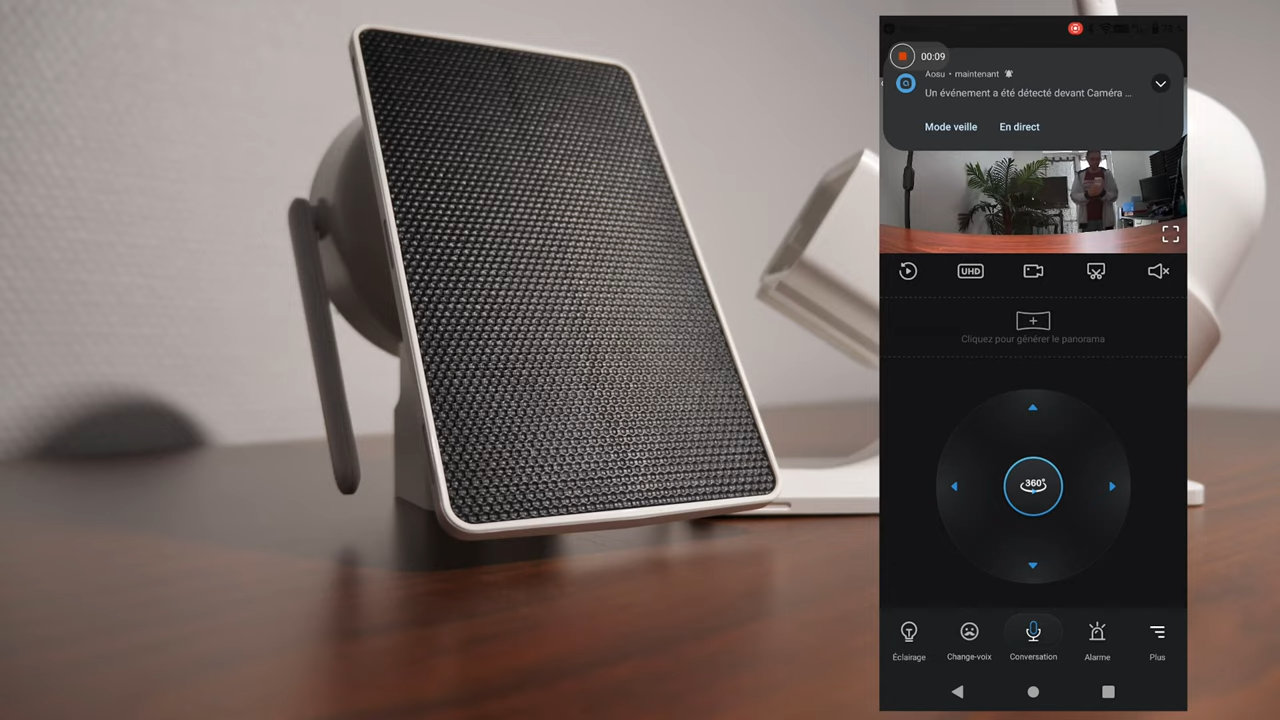 00:09
Aosu • maintenant
Un événement a été détecté devant Caméra ...
Mode veille
En direct
UHD
Cliquez pour générer le panorama
360°
Éclairage
Change-voix
Conversation
Alarme
Plus